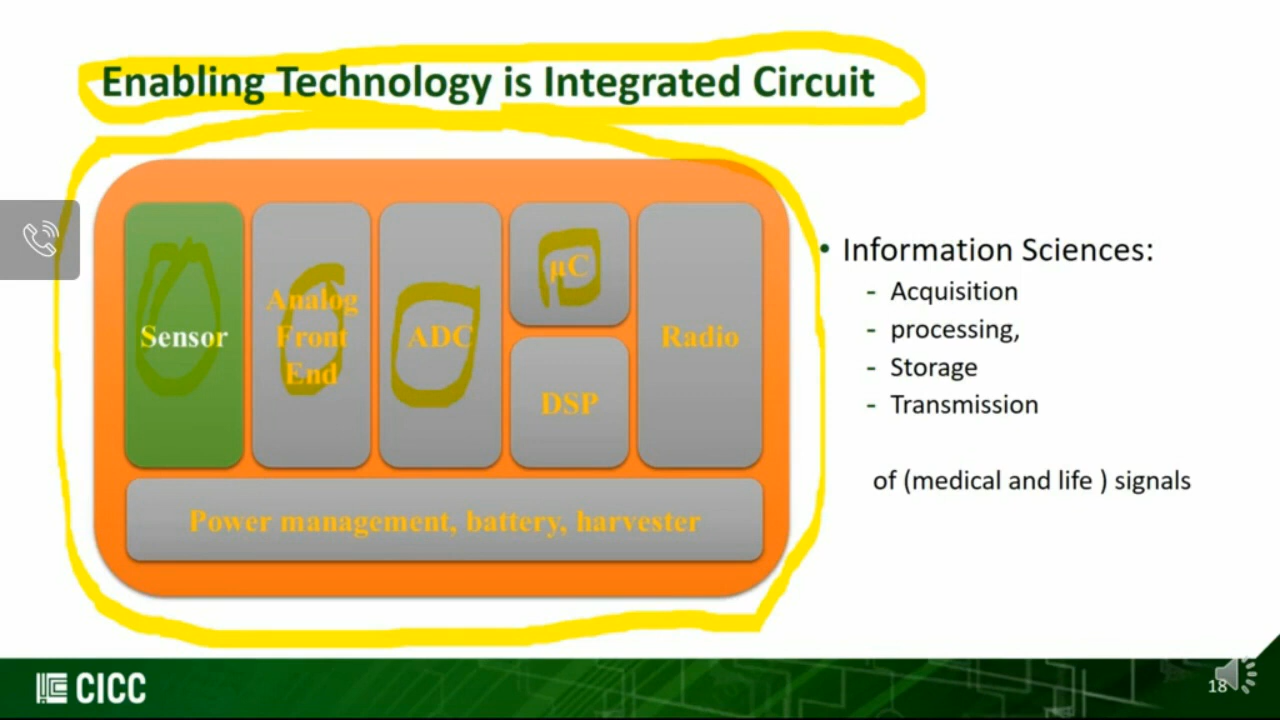 Enabling Technology is Integrated Circuit
Sensor
Analog
Front
End
ADC
µC
DSP
Radio
Power management, battery, harvester
• Information Sciences:
- Acquisition
- processing,
- Storage
- Transmission
of (medical and life ) signals
CICC
18